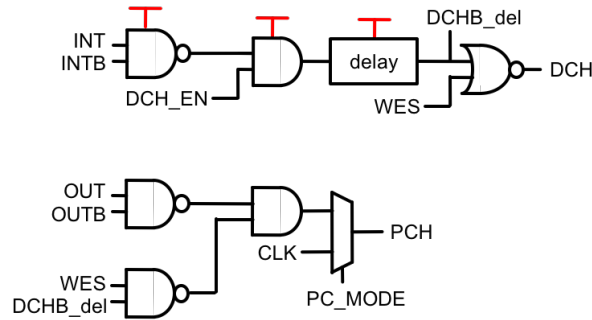 DCHB_del
INT
INTB
delay
DCH
DCH_EN
WES
OUT
OUTB
PCH
CLK
WES
DCHB_del
PC_MODE